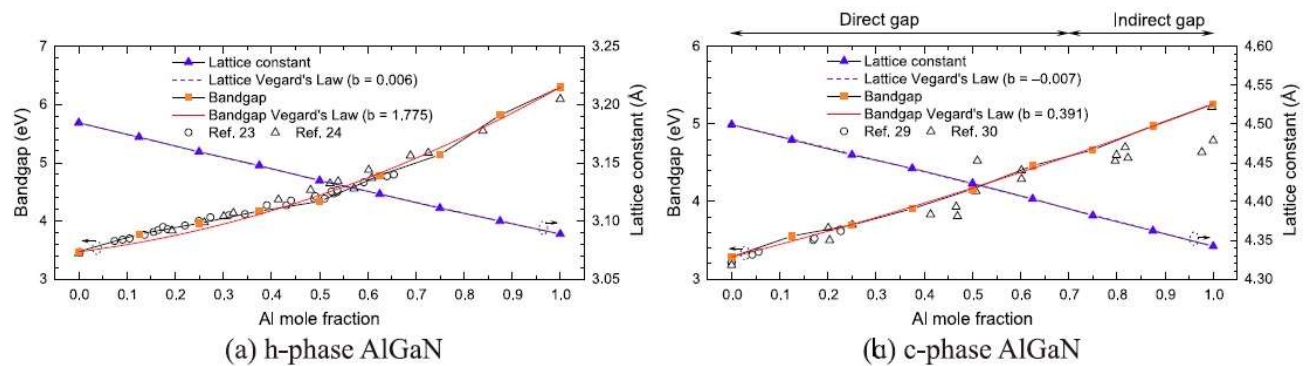 Direct gap Indirect gap
(a) 7 3.25 (b) 6 4.60
Lattice constant
Lattice Vegard's Law (b = 0.006)
Bandgap
Bandgap Vegard's Law (b = 1.775)
Ref. 23 Ref. 24
Lattice constant
Lattice Vegard's Law (b = −0.007)
Bandgap
Bandgap Vegard's Law (b = 0.391)
Ref. 29 Ref. 30
Bandgap (eV)
7
6
5
4
3
Lattice constant (Å)
3.25
3.20
3.15
3.10
3.05
0.0 0.1 0.2 0.3 0.4 0.5 0.6 0.7 0.8 0.9 1.0
Al mole fraction
(a) h-phase AlGaN
Bandgap (eV)
6
5
4
3
Lattice constant (Å)
4.60
4.55
4.50
4.45
4.40
4.35
4.30
0.0 0.1 0.2 0.3 0.4 0.5 0.6 0.7 0.8 0.9 1.0
Al mole fraction
c-phase AlGaN